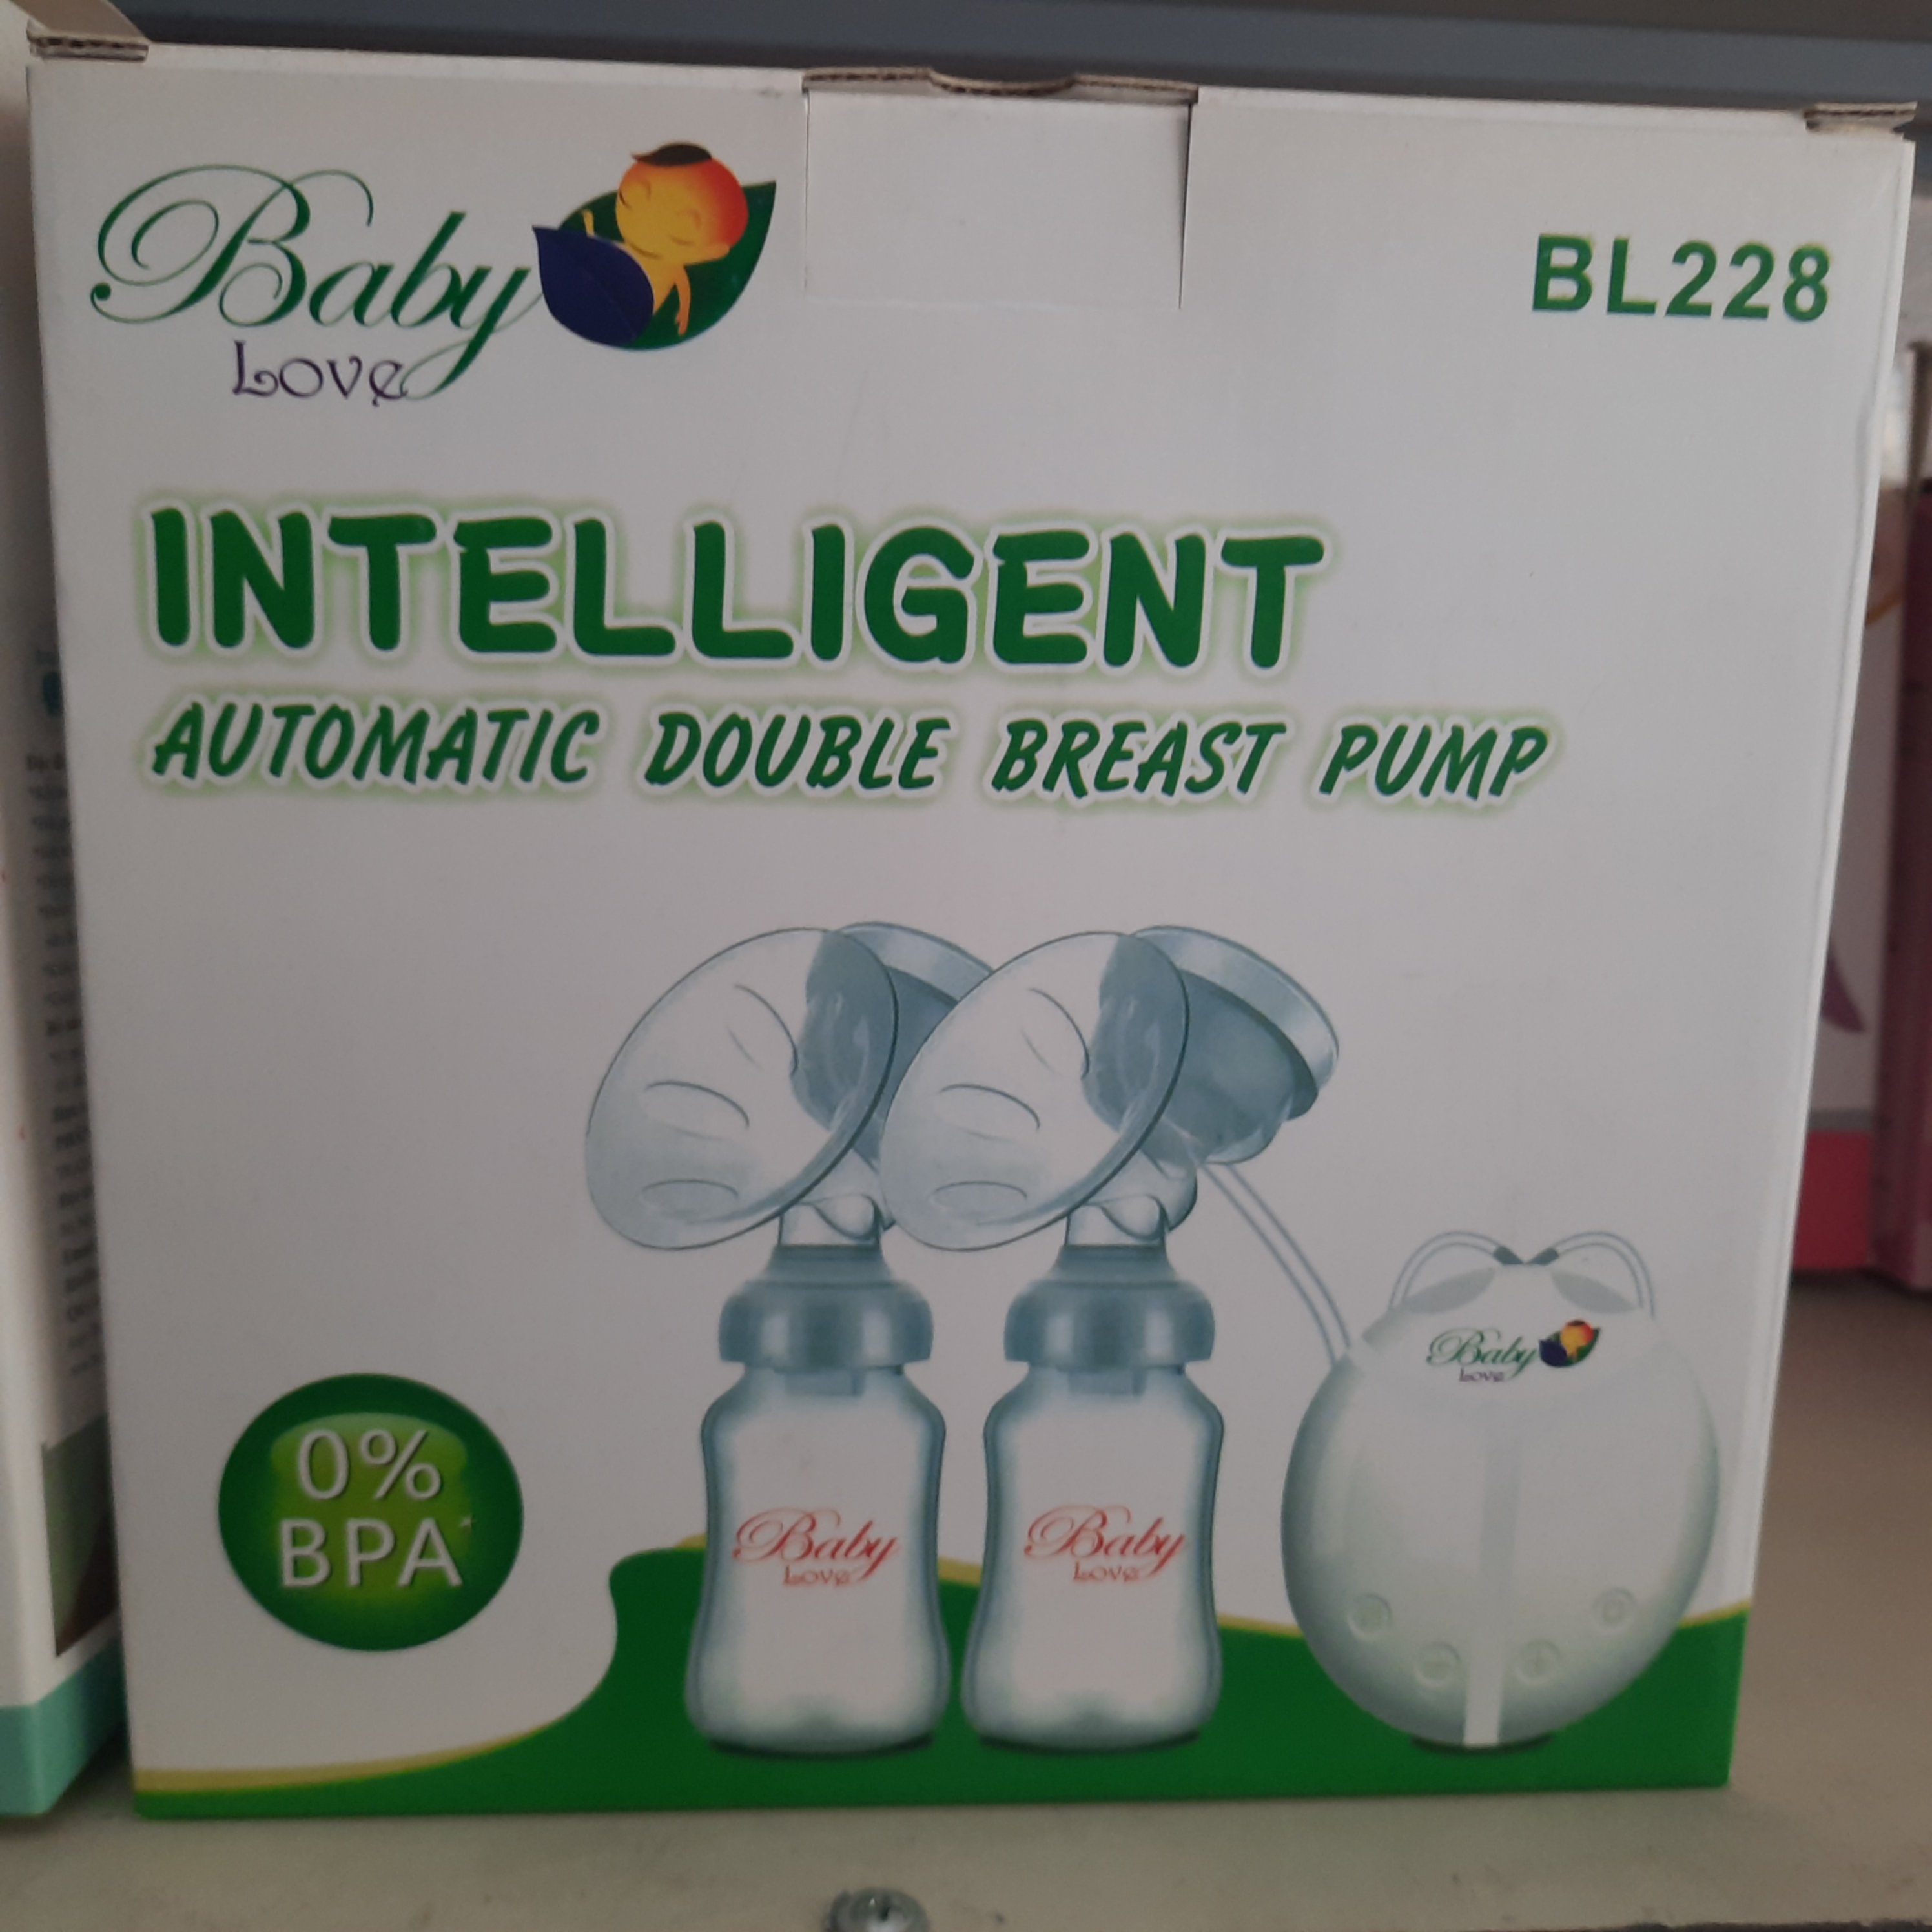 Baby
Love
BL228
INTELLIGENT
AUTOMATIC DOUBLE BREAST PUMP
Baby
Love
0%
BPA*
Baby
Love
Baby
Love